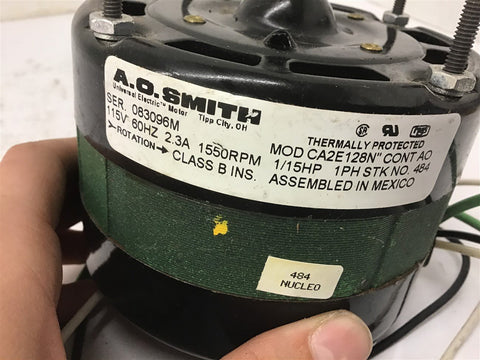 A.O. SMITH
Universal Electric™ Motor Tipp City, OH
SER. 083096M
115V 60HZ 2.3A 1550RPM
ROTATION CLASS B INS.
THERMALLY PROTECTED
MOD CA2E128N" CONT AO
1/15HP 1PH STK NO. 484
ASSEMBLED IN MEXICO
484
NUCLEO